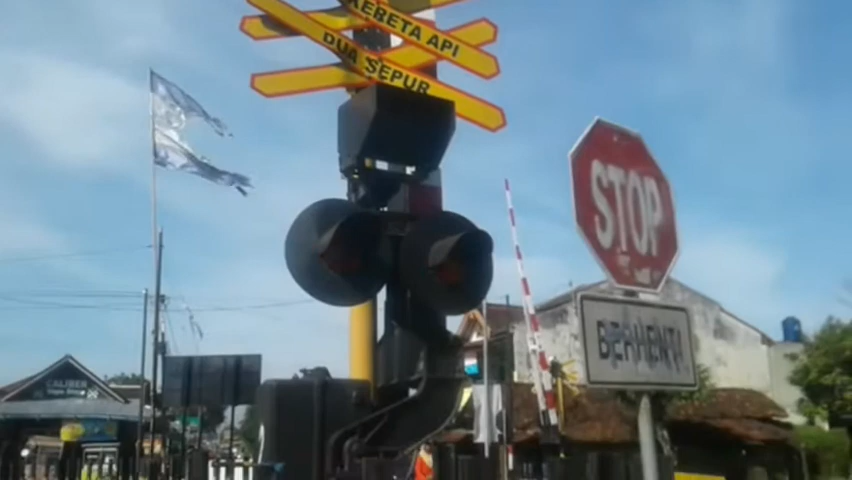 KERETA API
DUA SEPUR
STOP
BERHENTI
CALIBER